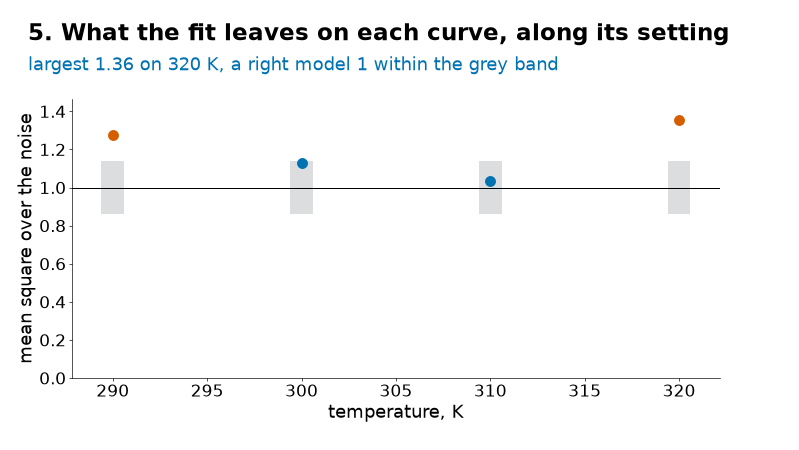 5. What the fit leaves on each curve, along its setting
largest 1.36 on 320 K, a right model 1 within the grey band
mean square over the noise
1.4
1.2
1.0
0.8
0.6
0.4
0.2
0.0
290 295 300 305 310 315 320
temperature, K